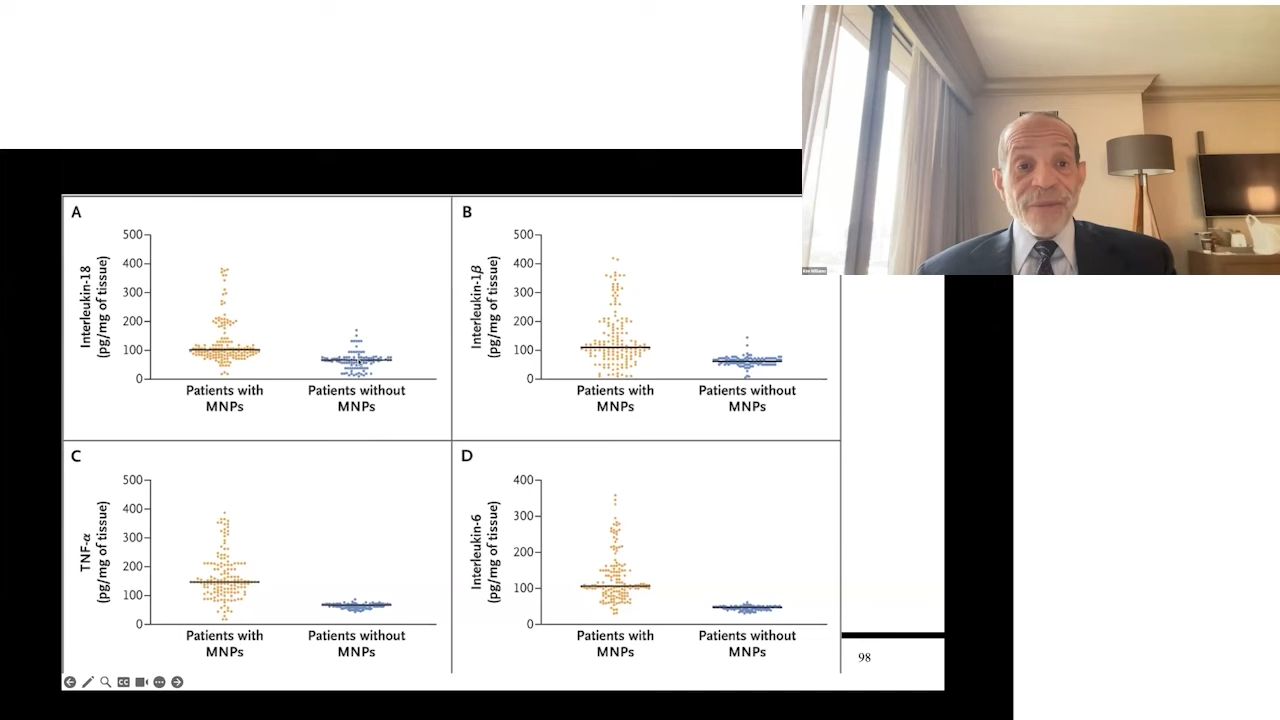 A
500
400
300
200
100
0
Interleukin-18
(pg/mg of tissue)
Patients with
MNPs
Patients without
MNPs
B
500
400
300
200
100
0
Interleukin-1β
(pg/mg of tissue)
Patients with
MNPs
Patients without
MNPs
C
500
400
300
200
100
0
TNF-α
(pg/mg of tissue)
Patients with
MNPs
Patients without
MNPs
D
400
300
200
100
0
Interleukin-6
(pg/mg of tissue)
Patients with
MNPs
Patients without
MNPs
98
CC
Kim Williams